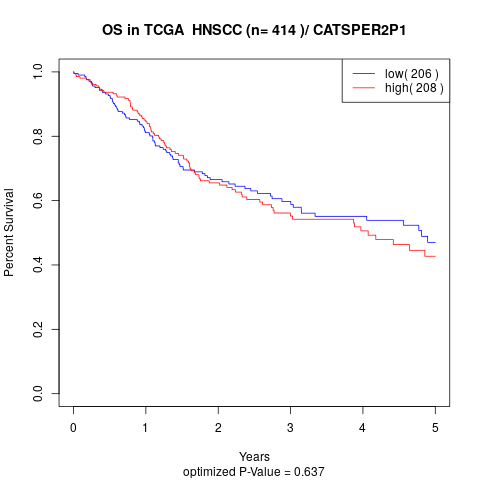 OS in TCGA  HNSCC (n= 414 )/ CATSPER2P1
low( 206 )
high( 208 )
Percent Survival
1.0
0.8
0.6
0.4
0.2
0.0
0 1 2 3 4 5
Years
optimized P-Value = 0.637